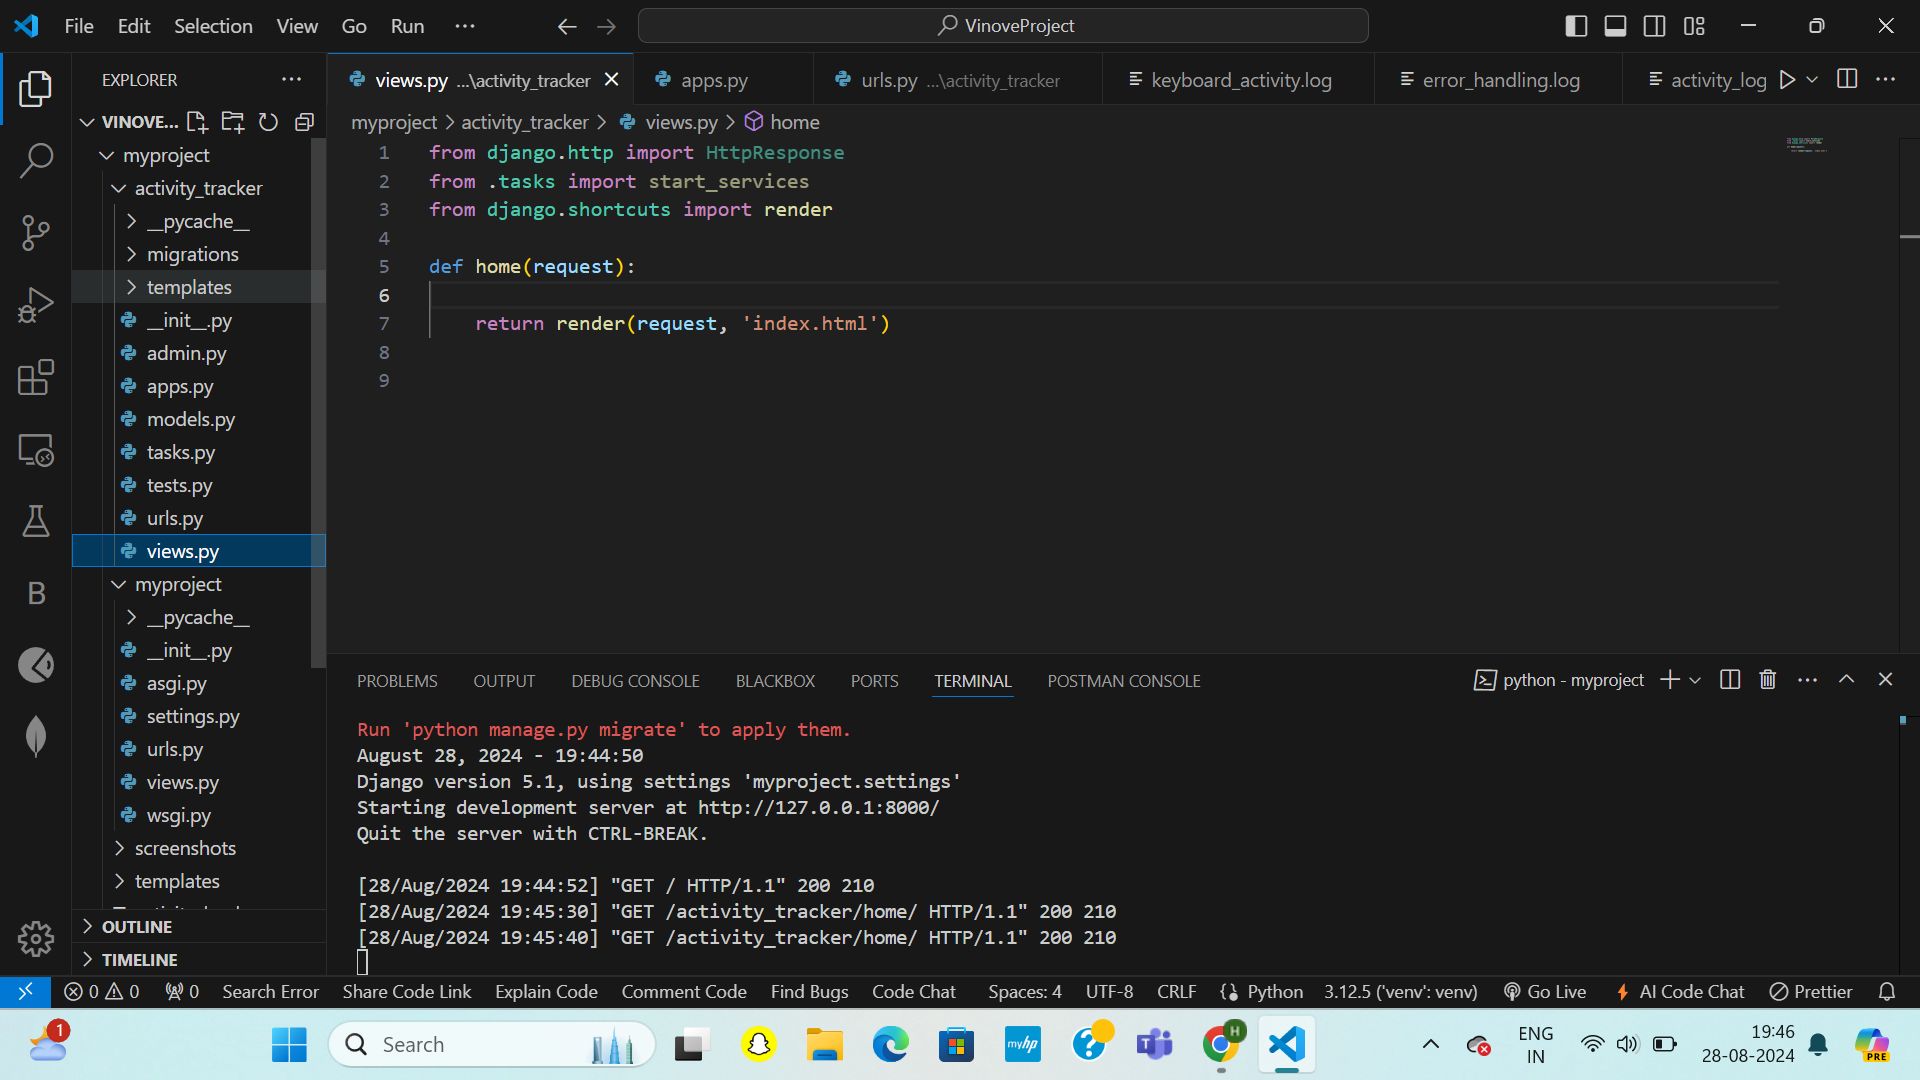 File Edit Selection View Go Run ··· VinoveProject
EXPLORER
views.py ...\activity_tracker apps.py urls.py ...\activity_tracker keyboard_activity.log error_handling.log activity_log
VINOVE...
myproject > activity_tracker > views.py > home
myproject
activity_tracker
__pycache__
migrations
templates
__init__.py
admin.py
apps.py
models.py
tasks.py
tests.py
urls.py
views.py
myproject
__pycache__
__init__.py
asgi.py
settings.py
urls.py
views.py
wsgi.py
screenshots
templates
OUTLINE
TIMELINE
1 from django.http import HttpResponse
2 from .tasks import start_services
3 from django.shortcuts import render
4
5 def home(request):
6
7 return render(request, 'index.html')
8
9
PROBLEMS OUTPUT DEBUG CONSOLE BLACKBOX PORTS TERMINAL POSTMAN CONSOLE python - myproject
Run 'python manage.py migrate' to apply them.
August 28, 2024 - 19:44:50
Django version 5.1, using settings 'myproject.settings'
Starting development server at http://127.0.0.1:8000/
Quit the server with CTRL-BREAK.
[28/Aug/2024 19:44:52] "GET / HTTP/1.1" 200 210
[28/Aug/2024 19:45:30] "GET /activity_tracker/home/ HTTP/1.1" 200 210
[28/Aug/2024 19:45:40] "GET /activity_tracker/home/ HTTP/1.1" 200 210
0 0 0 Search Error Share Code Link Explain Code Comment Code Find Bugs Code Chat Spaces: 4 UTF-8 CRLF Python 3.12.5 ('venv': venv) Go Live AI Code Chat Prettier
1 Search myhp H ENG
IN
19:46
28-08-2024
PRE